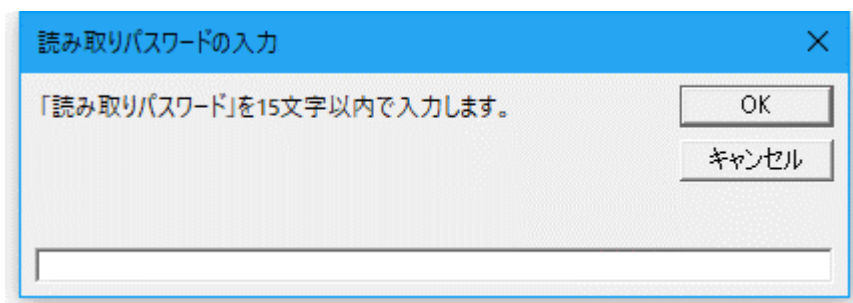 読み取りパスワードの入力
「読み取りパスワード」を15文字以内で入力します。
OK
キャンセル